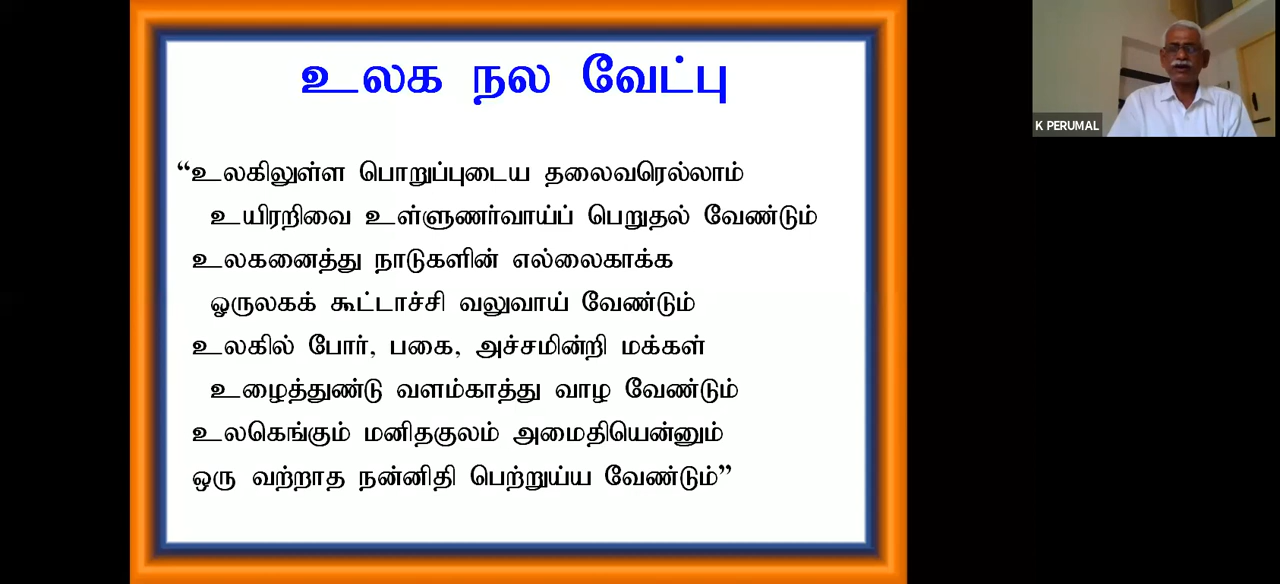 உலக நல வேட்பு
“உலகிலுள்ள பொறுப்புடைய தலைவரெல்லாம்
உயிரறிவை உள்ளுணர்வாய்ப் பெறுதல் வேண்டும்
உலகனைத்து நாடுகளின் எல்லைகாக்க
ஓருலகக் கூட்டாச்சி வலுவாய் வேண்டும்
உலகில் போர், பகை, அச்சமின்றி மக்கள்
உழைத்துண்டு வளம்காத்து வாழ வேண்டும்
உலகெங்கும் மனிதகுலம் அமைதியென்னும்
ஒரு வற்றாத நன்னிதி பெற்றுய்ய வேண்டும்”
K PERUMAL